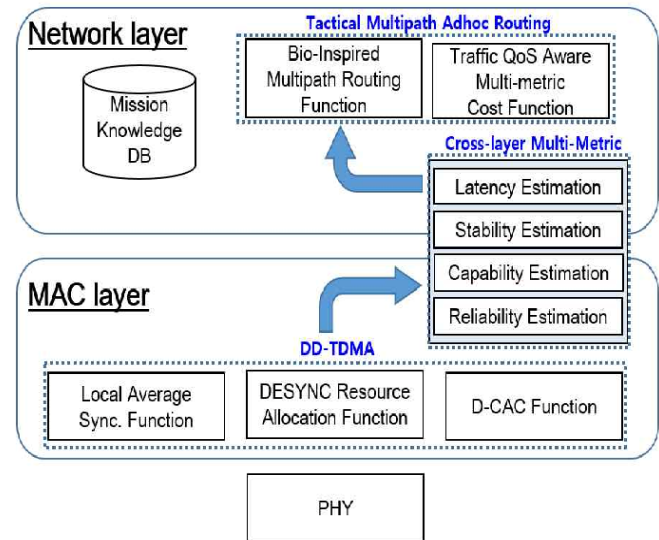 Tactical Multipath Adhoc Routing
Network layer
Bio-Inspired
Multipath Routing
Function
Traffic QoS Aware
Multi-metric
Cost Function
Mission
Knowledge
DB
Cross-layer Multi-Metric
Latency Estimation
Stability Estimation
Capability Estimation
Reliability Estimation
MAC layer
DD-TDMA
Local Average
Sync. Function
DESYNC Resource
Allocation Function
D-CAC Function
PHY